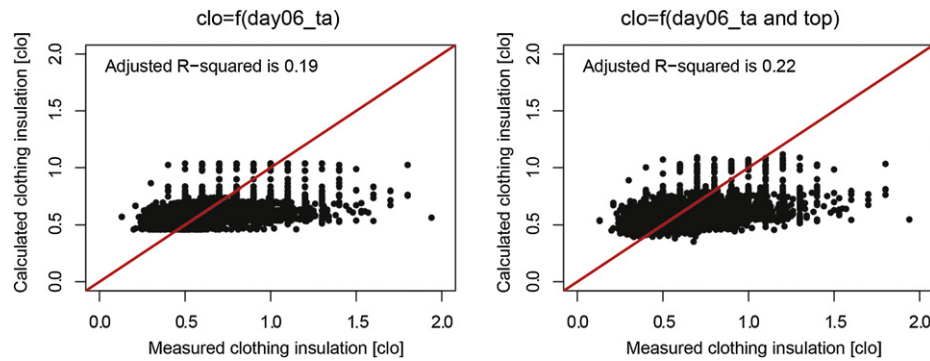 clo=f(day06_ta)
Adjusted R-squared is 0.19
Calculated clothing insulation [clo]
2.0
1.5
1.0
0.5
0.0
0.0 0.5 1.0 1.5 2.0
Measured clothing insulation [clo]
clo=f(day06_ta and top)
Adjusted R-squared is 0.22
Calculated clothing insulation [clo]
2.0
1.5
1.0
0.5
0.0
0.0 0.5 1.0 1.5 2.0
Measured clothing insulation [clo]